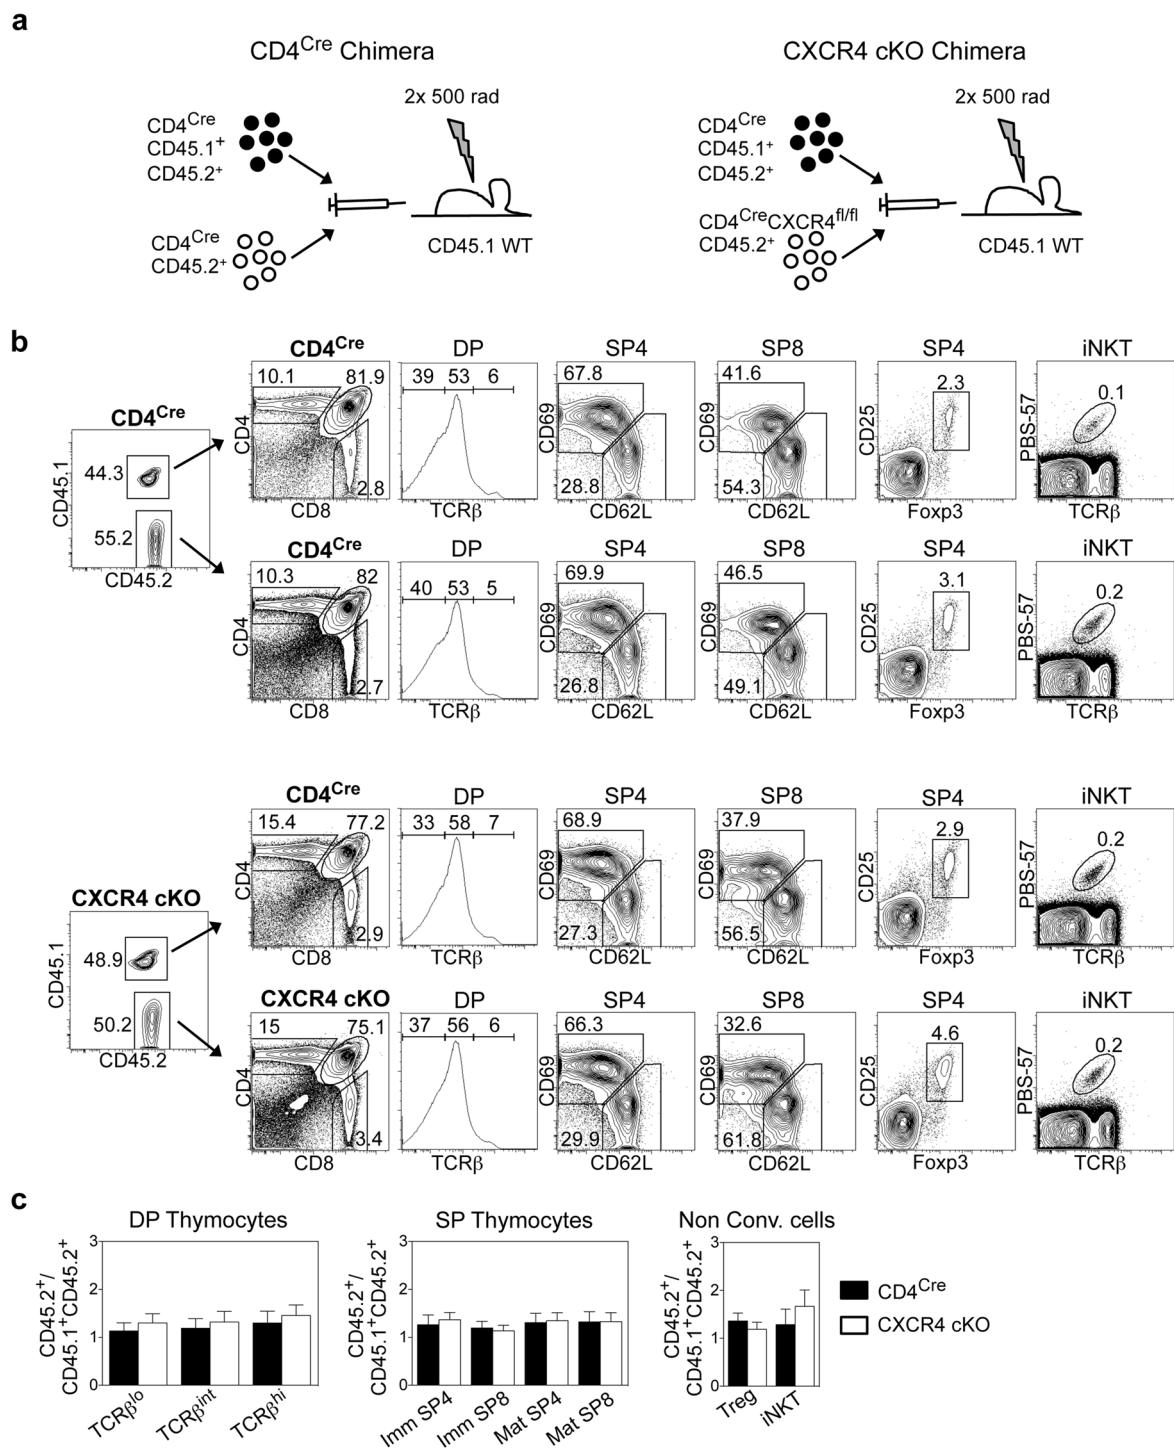 a
CD4Cre Chimera
CXCR4 cKO Chimera
2x 500 rad
2x 500 rad
CD4Cre
CD45.1+
CD45.2+
CD4Cre
CD45.1+
CD45.2+
CD4Cre
CD45.2+
CD45.1 WT
CD4CreCXCR4fl/fl
CD45.2+
CD45.1 WT
b
CD4Cre
DP
SP4
SP8
SP4
iNKT
10.1
81.9
39 53 6
67.8
41.6
2.3
0.1
CD4
CD69
CD69
CD25
PBS-57
2.8
28.8
54.3
CD8
TCRβ
CD62L
CD62L
Foxp3
TCRβ
CD4Cre
44.3
55.2
CD45.1
CD45.2
CD4Cre
DP
SP4
SP8
SP4
iNKT
10.3
82
40 53 5
69.9
46.5
3.1
0.2
CD4
CD69
CD69
CD25
PBS-57
2.7
26.8
49.1
CD8
TCRβ
CD62L
CD62L
Foxp3
TCRβ
CD4Cre
DP
SP4
SP8
SP4
iNKT
15.4
77.2
33 58 7
68.9
37.9
2.9
0.2
CD4
CD69
CD69
CD25
PBS-57
2.9
27.3
56.5
CD8
TCRβ
CD62L
CD62L
Foxp3
TCRβ
CXCR4 cKO
48.9
50.2
CD45.1
CD45.2
CXCR4 cKO
DP
SP4
SP8
SP4
iNKT
15
75.1
37 56 6
66.3
32.6
4.6
0.2
CD4
CD69
CD69
CD25
PBS-57
3.4
29.9
61.8
CD8
TCRβ
CD62L
CD62L
Foxp3
TCRβ
c
DP Thymocytes
CD45.2+/
CD45.1+CD45.2+
3
2
1
0
TCRβlo
TCRβint
TCRβhi
SP Thymocytes
CD45.2+/
CD45.1+CD45.2+
3
2
1
0
Imm SP4
Imm SP8
Mat SP4
Mat SP8
Non Conv. cells
CD45.2+/
CD45.1+CD45.2+
3
2
1
0
Treg
iNKT
CD4Cre
CXCR4 cKO